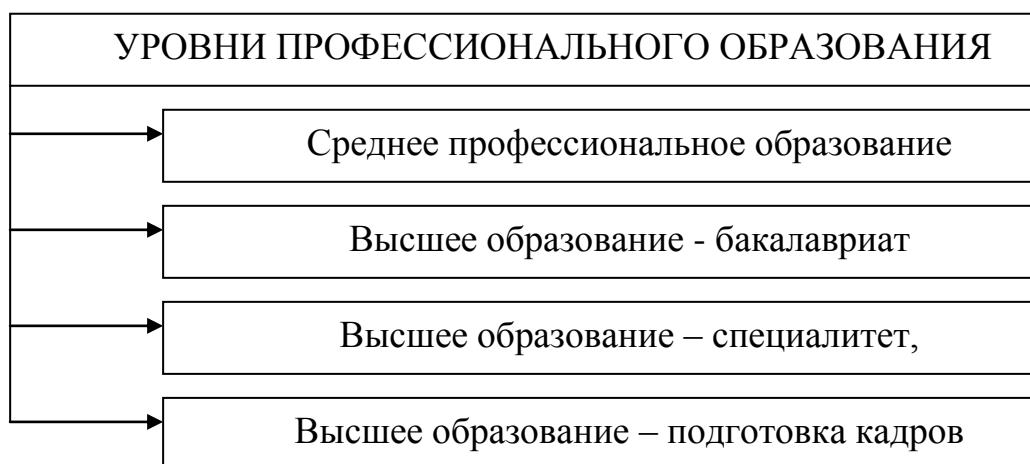 УРОВНИ ПРОФЕССИОНАЛЬНОГО ОБРАЗОВАНИЯ
Среднее профессиональное образование
Высшее образование - бакалавриат
Высшее образование – специалитет,
Высшее образование – подготовка кадров